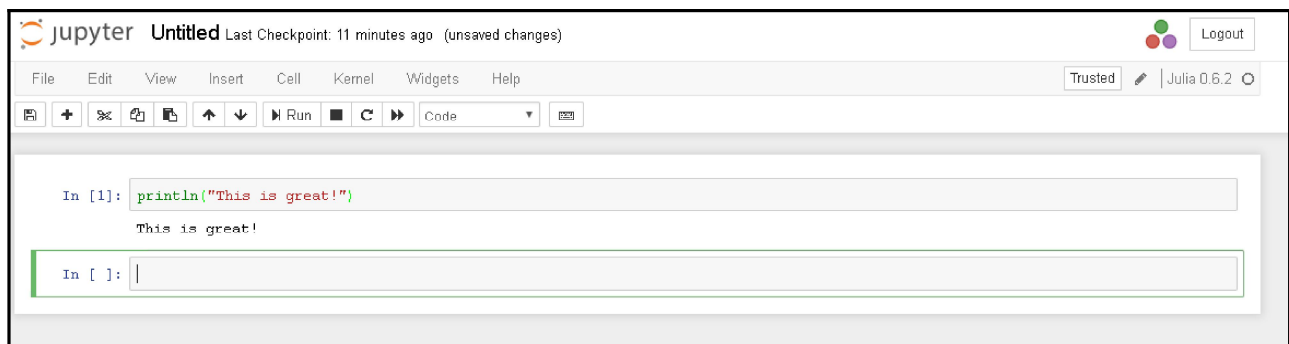 jupyter Untitled Last Checkpoint: 11 minutes ago (unsaved changes)
Logout
File Edit View Insert Cell Kernel Widgets Help
Trusted Julia 0.6.2
Run Code
In [1]: println("This is great!")
This is great!
In [ ]: